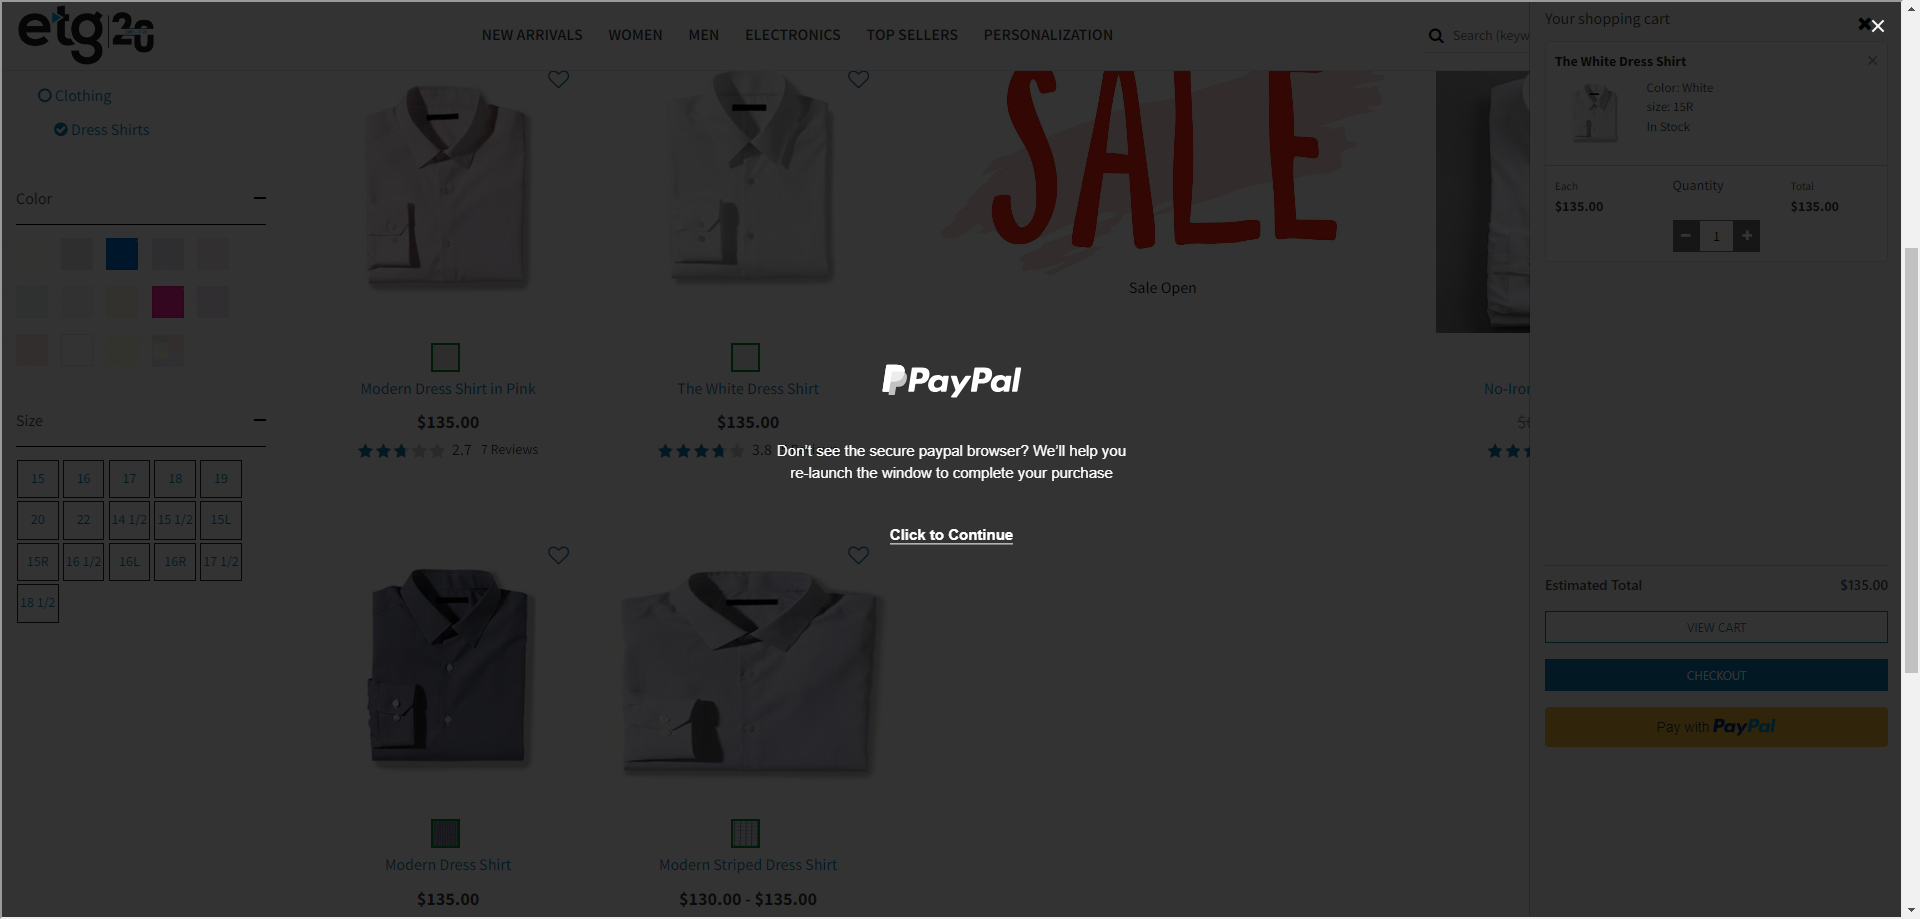 etg 20
NEW ARRIVALS
WOMEN
MEN
ELECTRONICS
TOP SELLERS
PERSONALIZATION
Search (keyw
Your shopping cart
Clothing
Dress Shirts
Color
Size
15
16
17
18
19
20
22
14 1/2
15 1/2
15L
15R
16 1/2
16L
16R
17 1/2
18 1/2
SALE
Sale Open
Modern Dress Shirt in Pink
$135.00
2.7 7 Reviews
The White Dress Shirt
$135.00
3.8
No-Iron
PayPal
Don't see the secure paypal browser? We'll help you
re-launch the window to complete your purchase
Click to Continue
Modern Dress Shirt
$135.00
Modern Striped Dress Shirt
$130.00 - $135.00
The White Dress Shirt
Color: White
size: 15R
In Stock
Each
$135.00
Quantity
1
Total
$135.00
Estimated Total
$135.00
VIEW CART
CHECKOUT
Pay with PayPal